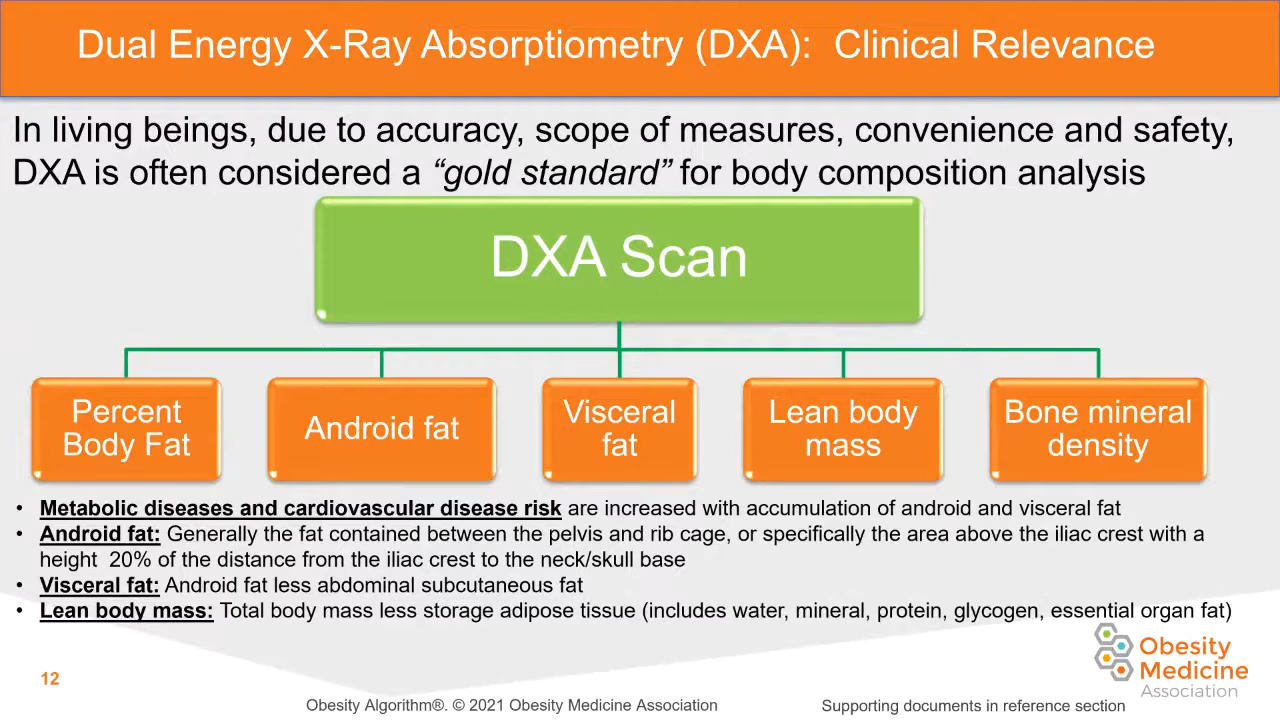 Dual Energy X-Ray Absorptiometry (DXA):  Clinical Relevance
In living beings, due to accuracy, scope of measures, convenience and safety,
DXA is often considered a “gold standard” for body composition analysis
DXA Scan
Percent
Body Fat
Android fat
Visceral
fat
Lean body
mass
Bone mineral
density
• Metabolic diseases and cardiovascular disease risk are increased with accumulation of android and visceral fat
• Android fat: Generally the fat contained between the pelvis and rib cage, or specifically the area above the iliac crest with a
height  20% of the distance from the iliac crest to the neck/skull base
• Visceral fat: Android fat less abdominal subcutaneous fat
• Lean body mass: Total body mass less storage adipose tissue (includes water, mineral, protein, glycogen, essential organ fat)
Obesity
Medicine
Association
12
Obesity Algorithm®. © 2021 Obesity Medicine Association
Supporting documents in reference section